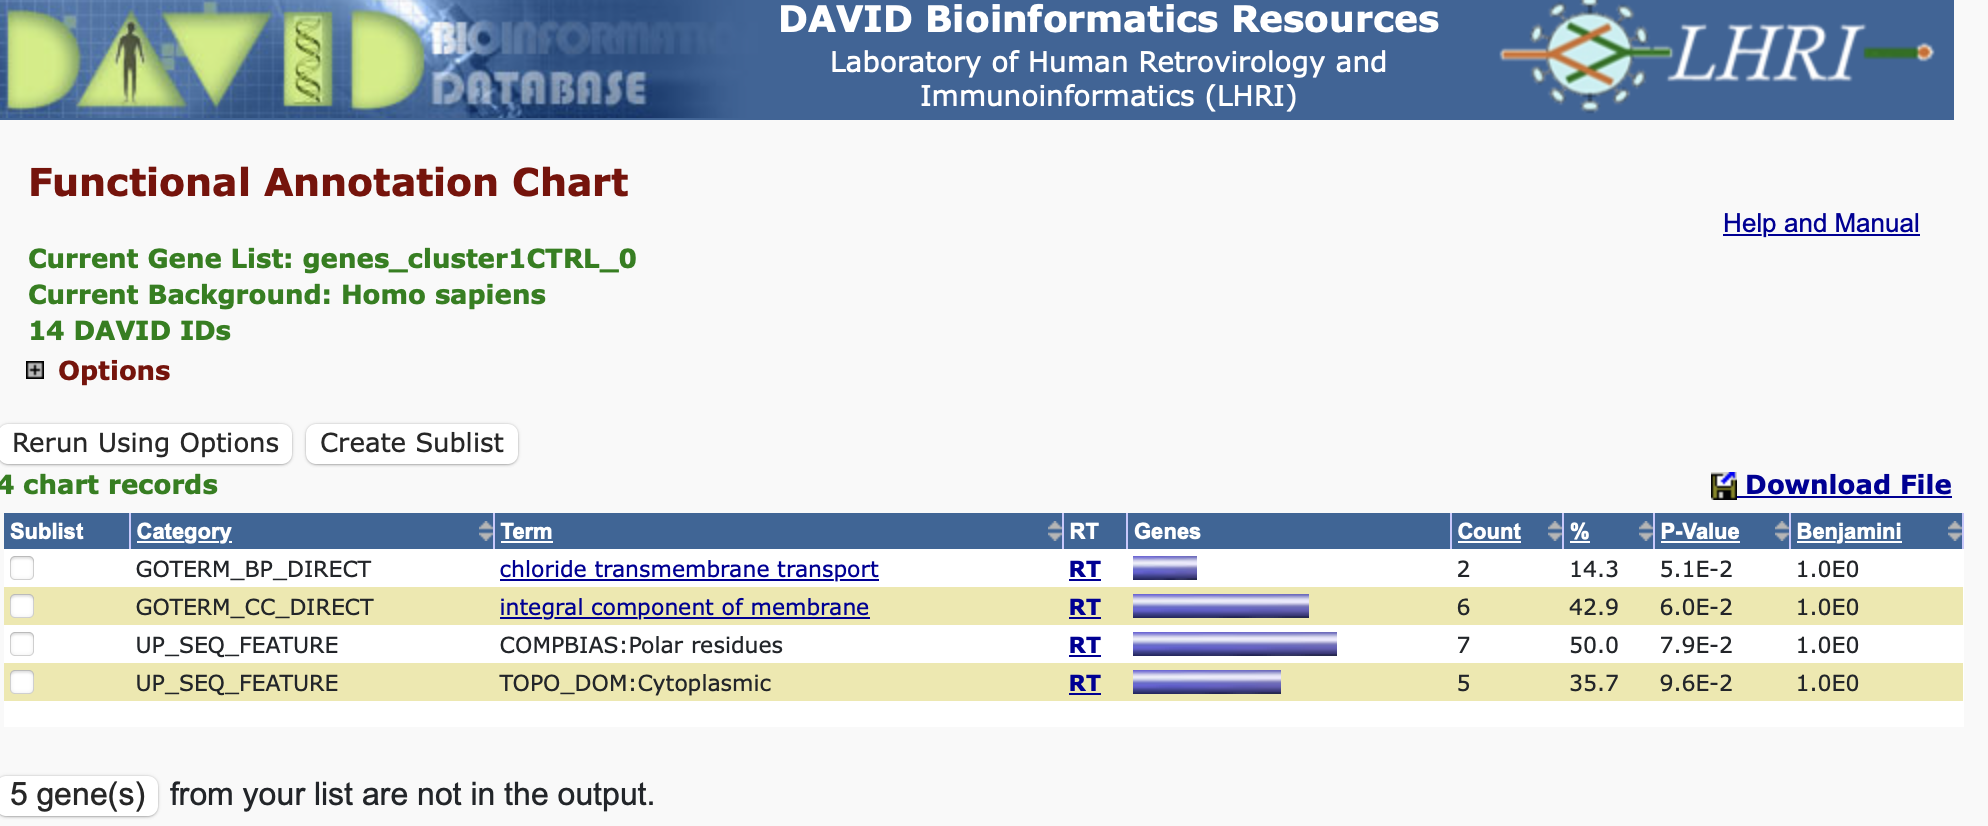 DAVID BIOINFORMATICS DATABASE
DAVID Bioinformatics Resources
Laboratory of Human Retrovirology and
Immunoinformatics (LHRI)
LHRI
Functional Annotation Chart
Help and Manual
Current Gene List: genes_cluster1CTRL_0
Current Background: Homo sapiens
14 DAVID IDs
Options
Rerun Using Options Create Sublist
4 chart records Download File
Sublist Category Term RT Genes Count % P-Value Benjamini
GOTERM_BP_DIRECT chloride transmembrane transport RT 2 14.3 5.1E-2 1.0E0
GOTERM_CC_DIRECT integral component of membrane RT 6 42.9 6.0E-2 1.0E0
UP_SEQ_FEATURE COMPBIAS:Polar residues RT 7 50.0 7.9E-2 1.0E0
UP_SEQ_FEATURE TOPO_DOM:Cytoplasmic RT 5 35.7 9.6E-2 1.0E0
5 gene(s) from your list are not in the output.